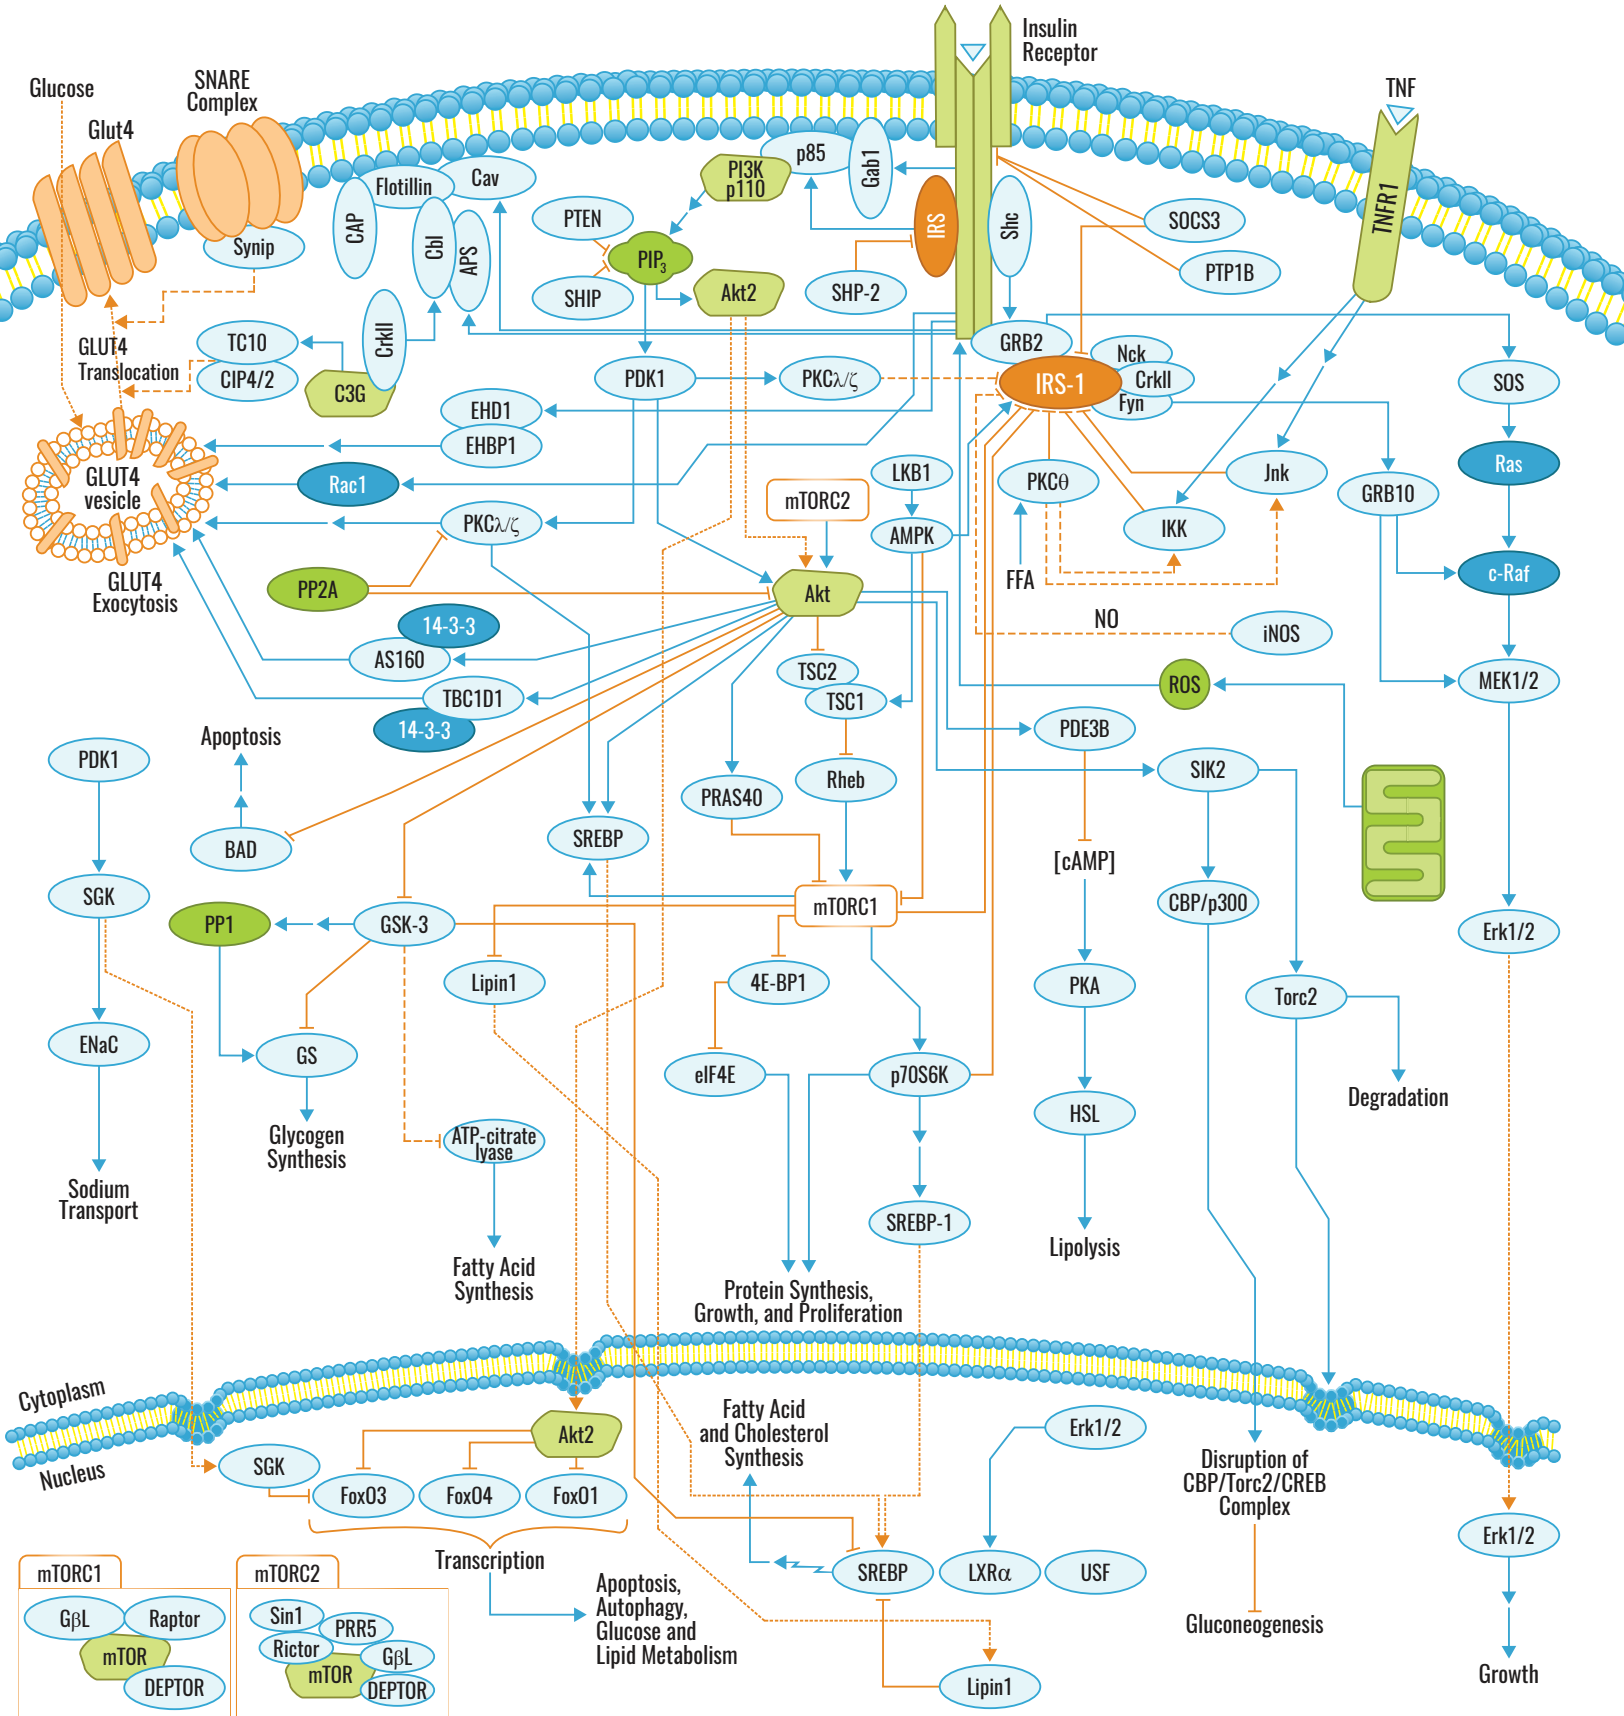 Insulin
Receptor
TNF
TNFR1
Glucose
SNARE
Complex
Glut4
Synip
Flotillin
Cav
CAP
Cbl
APS
CrkII
PI3K
p110
p85
Gab1
IRS
Shc
PTEN
PIP3
SHIP
Akt2
SHP-2
SOCS3
PTP1B
GLUT4
Translocation
TC10
CIP4/2
C3G
PDK1
PKCλ/ζ
GRB2
IRS-1
Nck
CrkII
Fyn
SOS
EHD1
EHBP1
GLUT4
vesicle
Rac1
PKCλ/ζ
mTORC2
LKB1
AMPK
PKCθ
Jnk
IKK
GRB10
Ras
GLUT4
Exocytosis
PP2A
Akt
FFA
NO
iNOS
c-Raf
14-3-3
AS160
TBC1D1
14-3-3
TSC2
TSC1
ROS
MEK1/2
Apoptosis
PDK1
BAD
SREBP
PRAS40
Rheb
PDE3B
SIK2
[cAMP]
SGK
PP1
GSK-3
mTORC1
CBP/p300
Erk1/2
Lipin1
4E-BP1
PKA
Torc2
ENaC
GS
eIF4E
p70S6K
HSL
Degradation
Glycogen
Synthesis
ATP-citrate
lyase
Sodium
Transport
SREBP-1
Lipolysis
Fatty Acid
Synthesis
Protein Synthesis,
Growth, and Proliferation
Cytoplasm
Nucleus
Akt2
Fatty Acid
and Cholesterol
Synthesis
Erk1/2
Disruption of
CBP/Torc2/CREB
Complex
SGK
FoxO3
FoxO4
FoxO1
Erk1/2
Transcription
SREBP
LXRα
USF
Apoptosis,
Autophagy,
Glucose and
Lipid Metabolism
Gluconeogenesis
Growth
Lipin1
mTORC1
GβL
Raptor
mTOR
DEPTOR
mTORC2
Sin1
PRR5
Rictor
GβL
mTOR
DEPTOR